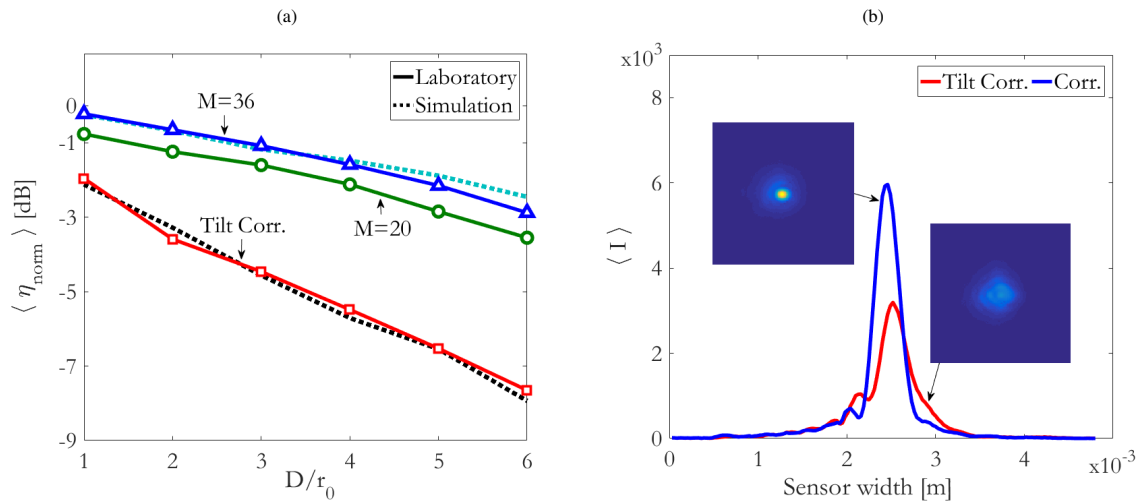 (a)
Laboratory
Simulation
M=36
Tilt Corr.
M=20
0
-1
-3
-5
-7
-9
⟨ η_norm ⟩ [dB]
1 2 3 4 5 6
D/r_0
(b)
×10^3
Tilt Corr. Corr.
8
6
4
2
0
⟨ I ⟩
0 1 2 3 4
×10^-3
Sensor width [m]